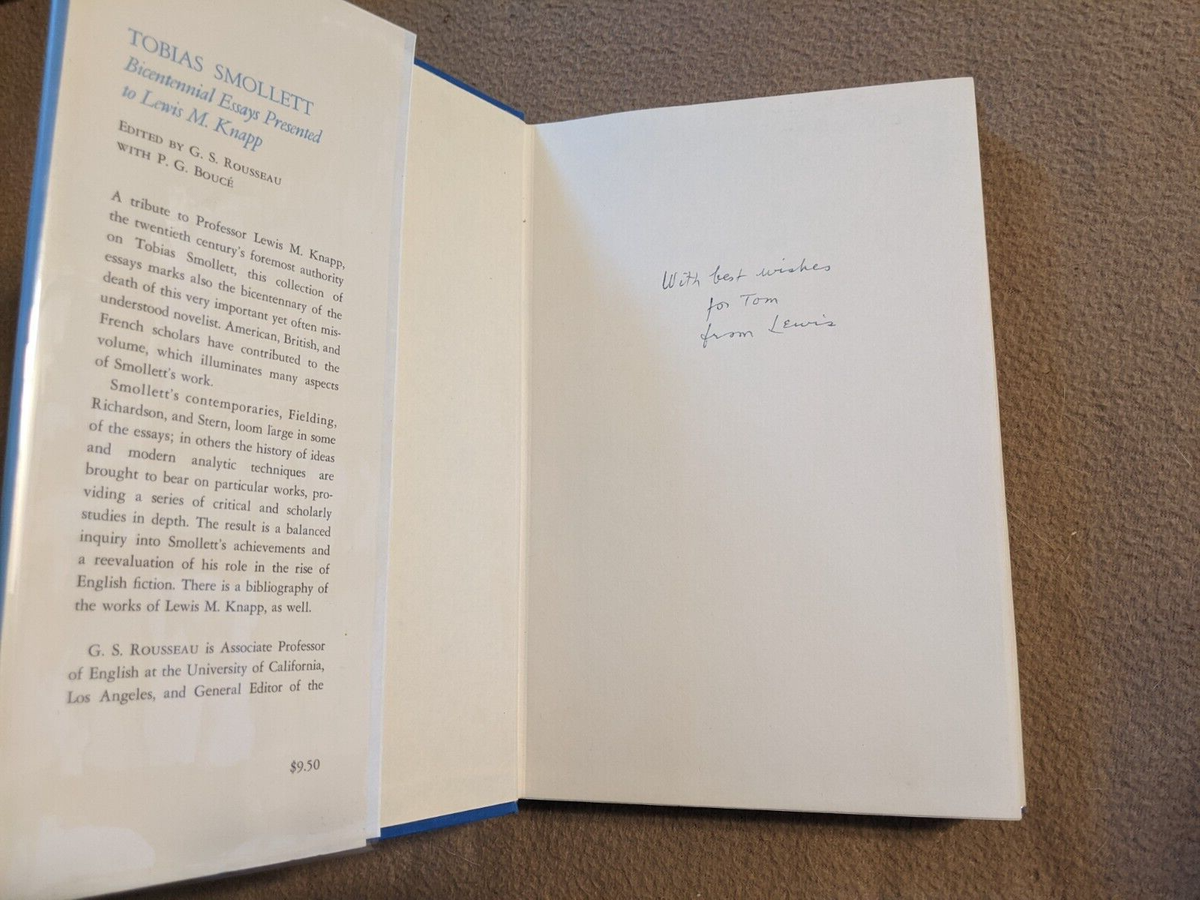 TOBIAS SMOLLETT
Bicentennial Essays Presented
to Lewis M. Knapp
EDITED BY G. S. ROUSSEAU
WITH P. G. BOUCÉ
A tribute to Professor Lewis M. Knapp,
the twentieth century's foremost authority
on Tobias Smollett, this collection of
essays marks also the bicentennary of the
death of this very important yet often mis-
understood novelist. American, British, and
French scholars have contributed to the
volume, which illuminates many aspects
of Smollett's work.
Smollett's contemporaries, Fielding,
Richardson, and Stern, loom large in some
of the essays; in others the history of ideas
and modern analytic techniques are
brought to bear on particular works, pro-
viding a series of critical and scholarly
studies in depth. The result is a balanced
inquiry into Smollett's achievements and
a reevaluation of his role in the rise of
English fiction. There is a bibliography of
the works of Lewis M. Knapp, as well.
G. S. ROUSSEAU is Associate Professor
of English at the University of California,
Los Angeles, and General Editor of the
$9.50
With best wishes
for Tom
from Lewis